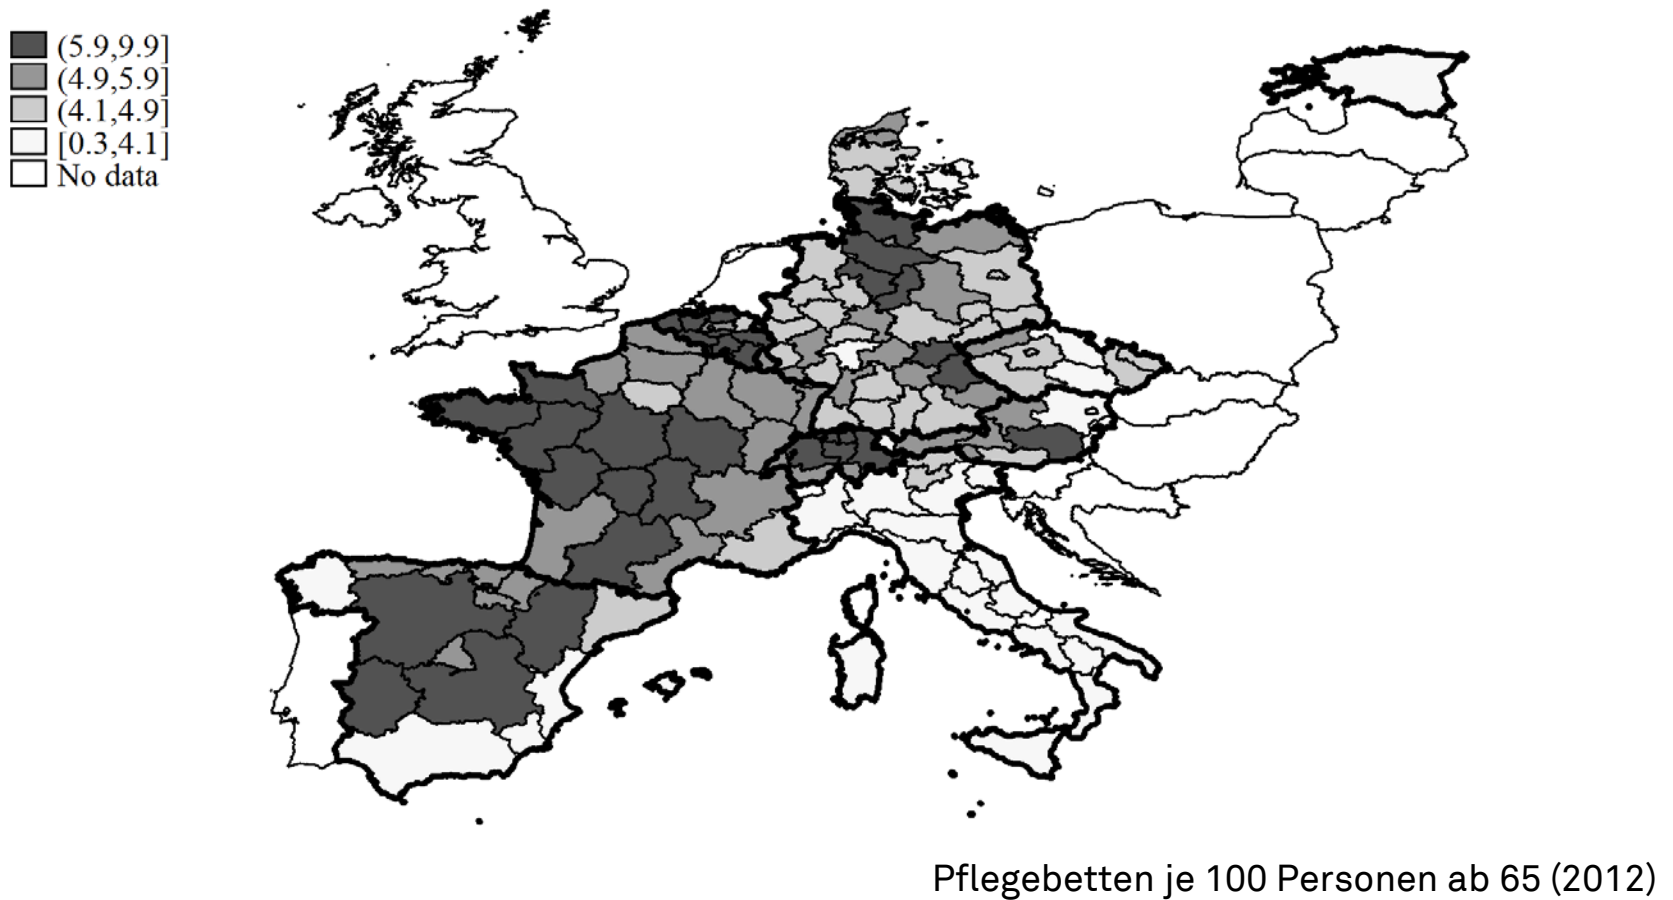 (5.9,9.9]
(4.9,5.9]
(4.1,4.9]
[0.3,4.1]
No data
Pflegebetten je 100 Personen ab 65 (2012)